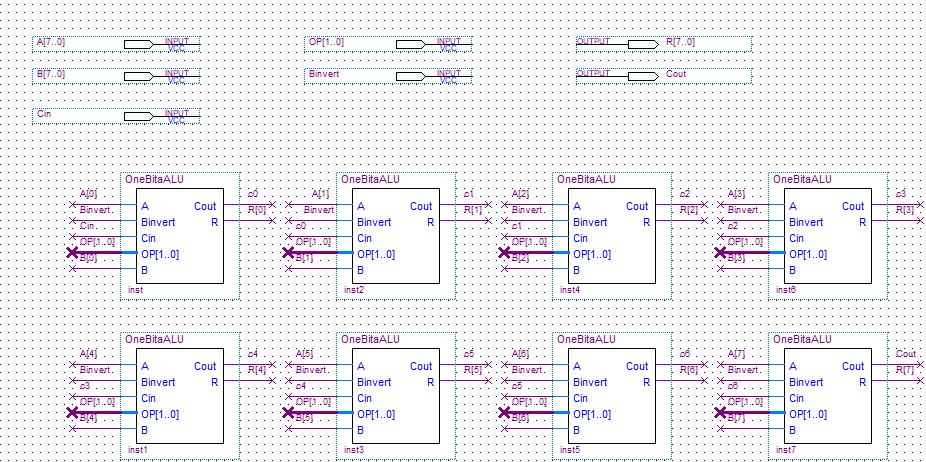 A[7..0] INPUT VCC OP[1..0] INPUT VCC OUTPUT R[7..0]
B[7..0] INPUT VCC Binvert INPUT VCC OUTPUT Cout
Cin INPUT VCC
OneBitaALU OneBitaALU OneBitaALU OneBitaALU
A[0] c0 A[1] c1 A[2] c2 A[3] c3
A Cout A Cout A Cout A Cout
Binvert R[0] Binvert R[1] Binvert R[2] Binvert R[3]
Binvert R Binvert R Binvert R Binvert R
Cin c0 c1 c2
Cin Cin Cin Cin
OP[1..0] OP[1..0] OP[1..0] OP[1..0]
OP[1..0] OP[1..0] OP[1..0] OP[1..0]
B[0] B[1] B[2] B[3]
B B B B
inst inst2 inst4 inst6
OneBitaALU OneBitaALU OneBitaALU OneBitaALU
A[4] c4 A[5] c5 A[6] c6 A[7] Cout
A Cout A Cout A Cout A Cout
Binvert R[4] Binvert R[5] Binvert R[6] Binvert R[7]
Binvert R Binvert R Binvert R Binvert R
c3 c4 c5 c6
Cin Cin Cin Cin
OP[1..0] OP[1..0] OP[1..0] OP[1..0]
OP[1..0] OP[1..0] OP[1..0] OP[1..0]
B[4] B[5] B[6] B[7]
B B B B
inst1 inst3 inst5 inst7